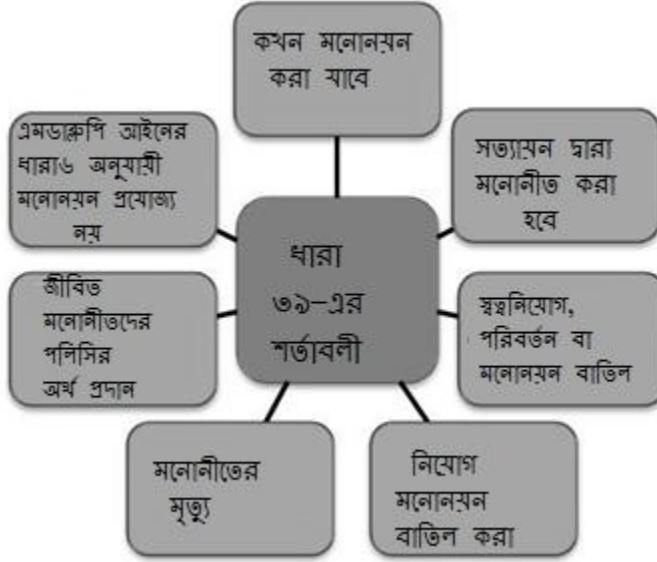 কখন মনোনয়ন
করা যাবে
সত্যায়ন দ্বারা
মনোনীত করা
হবে
স্বত্বনিয়োগ,
পরিবর্তন বা
মনোনয়ন বাতিল
নিয়োগ
মনোনয়ন
বাতিল করা
মনোনীতের
মৃত্যু
জীবিত
মনোনীতদের
পলিসির
অর্থ প্রদান
এমডাব্লুপি আইনের
ধারা৬ অনুযায়ী
মনোনয়ন প্রযোজ্য
নয়
ধারা
৩৯-এর
শর্তাবলী